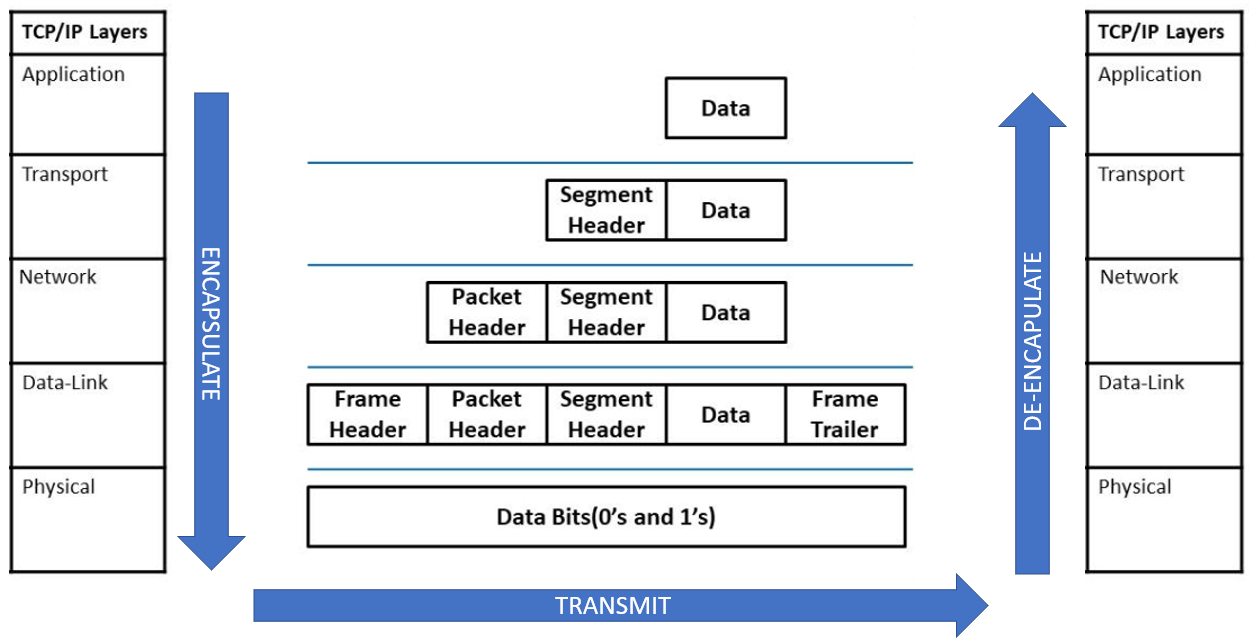 TCP/IP Layers
Application
Transport
Network
Data-Link
Physical
ENCAPSULATE
Data
Segment
Header
Data
Packet
Header
Segment
Header
Data
Frame
Header
Packet
Header
Segment
Header
Data
Frame
Trailer
Data Bits(0's and 1's)
TRANSMIT
DE-ENCAPULATE
TCP/IP Layers
Application
Transport
Network
Data-Link
Physical